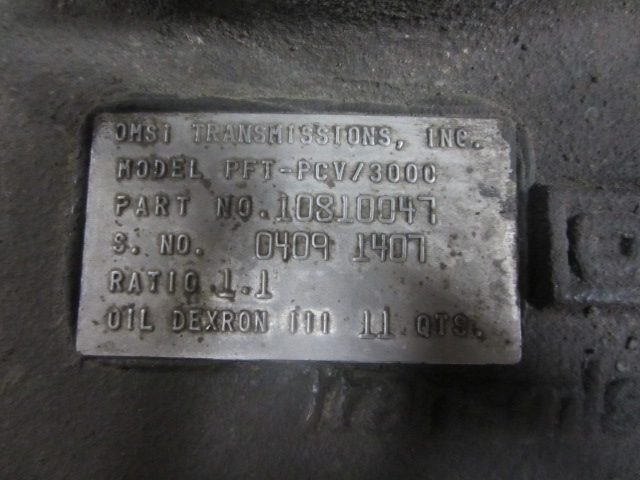 OMSI TRANSMISSIONS, INC.
MODEL PFT-PCV/3000
PART NO. 10810047
S. NO. 0409 1407
RATIO 1.1
OIL DEXRON III 11 QTS.